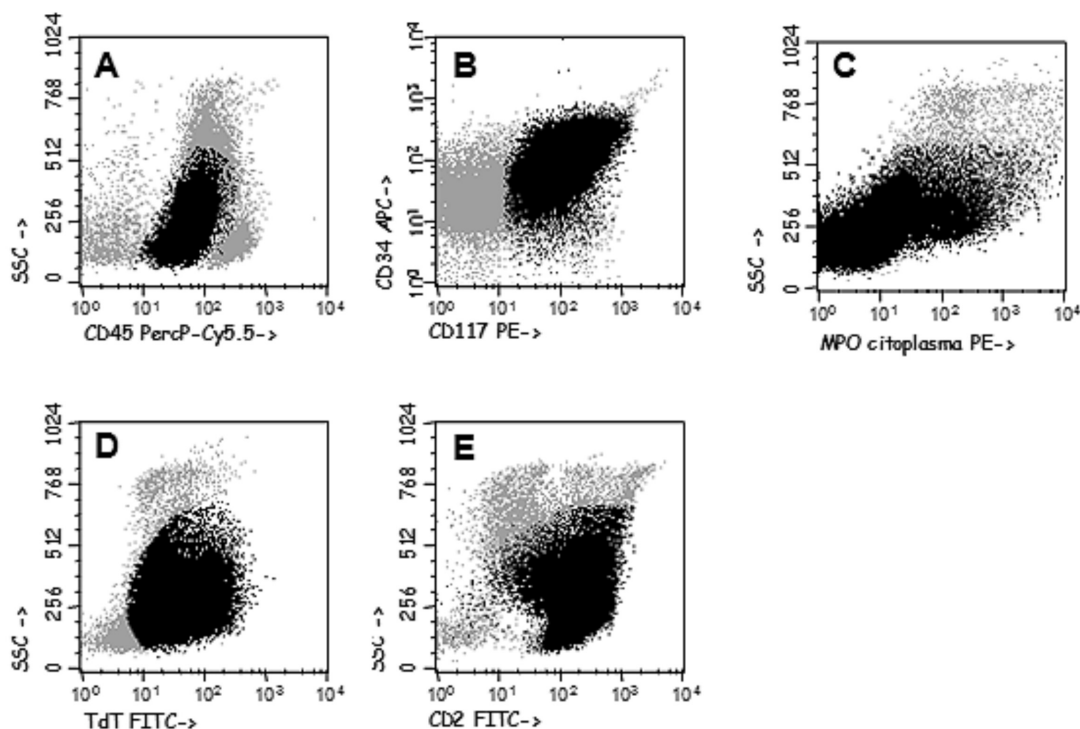 A
1024
768
512
256
0
SSC ->
10⁰ 10¹ 10² 10³ 10⁴
CD45 PercP-Cy5.5->
B
10⁴
10³
10²
10¹
10⁰
CD34 APC->
10⁰ 10¹ 10² 10³ 10⁴
CD117 PE->
C
1024
768
512
256
0
SSC ->
10⁰ 10¹ 10² 10³ 10⁴
MPO citoplasma PE->
D
1024
768
512
256
0
SSC ->
10⁰ 10¹ 10² 10³ 10⁴
TdT FITC->
E
1024
768
512
256
0
SSC ->
10⁰ 10¹ 10² 10³ 10⁴
CD2 FITC->